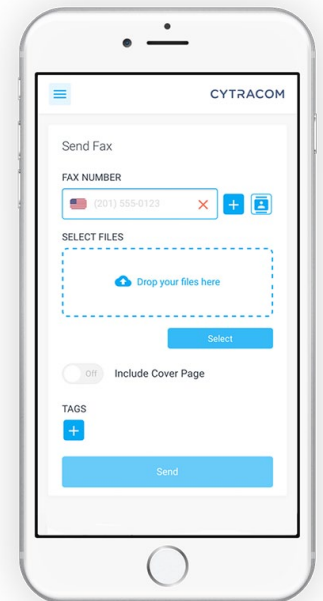 CYTRACOM
Send Fax
FAX NUMBER
(201) 555-0123
SELECT FILES
Drop your files here
Select
Off Include Cover Page
TAGS
Send